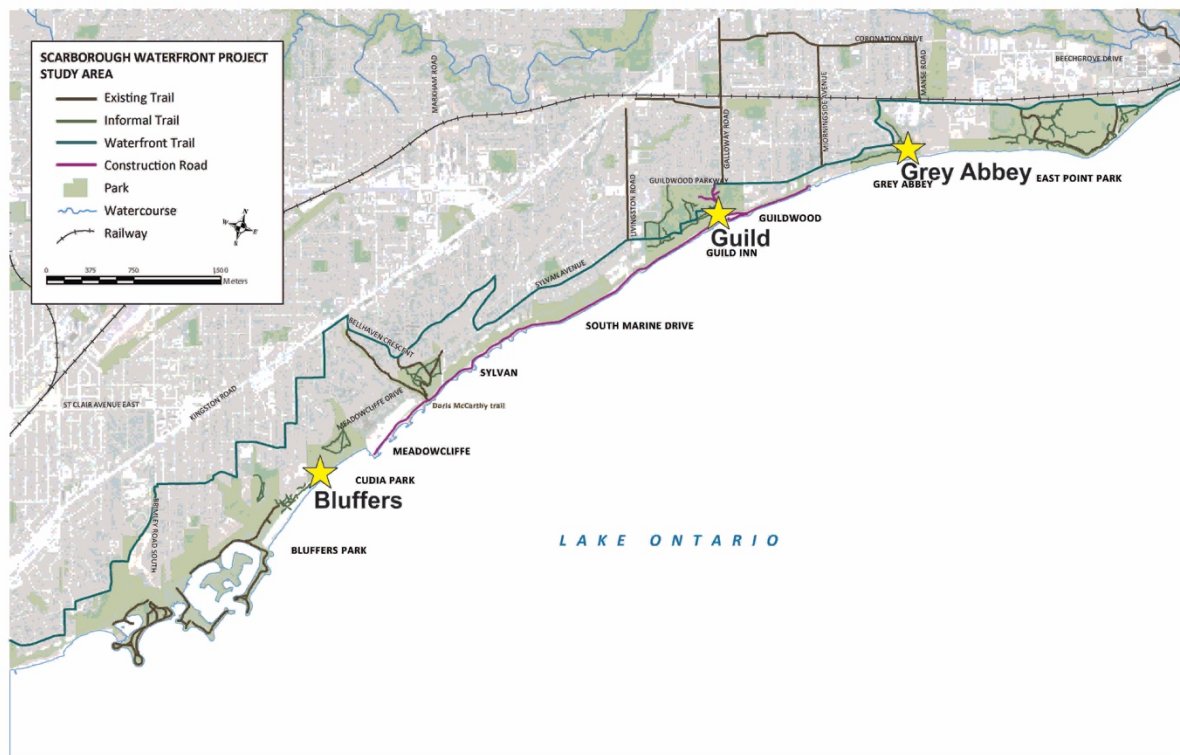 SCARBOROUGH WATERFRONT PROJECT
STUDY AREA
Existing Trail
Informal Trail
Waterfront Trail
Construction Road
Park
Watercourse
Railway
N
W
E
S
0 375 750 1,500
Meters
MARKHAM ROAD
CORONATION DRIVE
MANSE ROAD
BEECHGROVE DRIVE
MORNINGSIDE AVENUE
GALLOWAY ROAD
LIVINGSTON ROAD
GUILDWOOD PARKWAY
Grey Abbey
GREY ABBEY
EAST POINT PARK
GUILDWOOD
Guild
GUILD INN
SYLVAN AVENUE
SOUTH MARINE DRIVE
BELLHAVEN CRESCENT
SYLVAN
KINGSTON ROAD
ST CLAIR AVENUE EAST
Doris McCarthy trail
MEADOWCLIFFE DRIVE
MEADOWCLIFFE
CUDIA PARK
Bluffers
BRIMLEY ROAD SOUTH
BLUFFERS PARK
LAKE ONTARIO